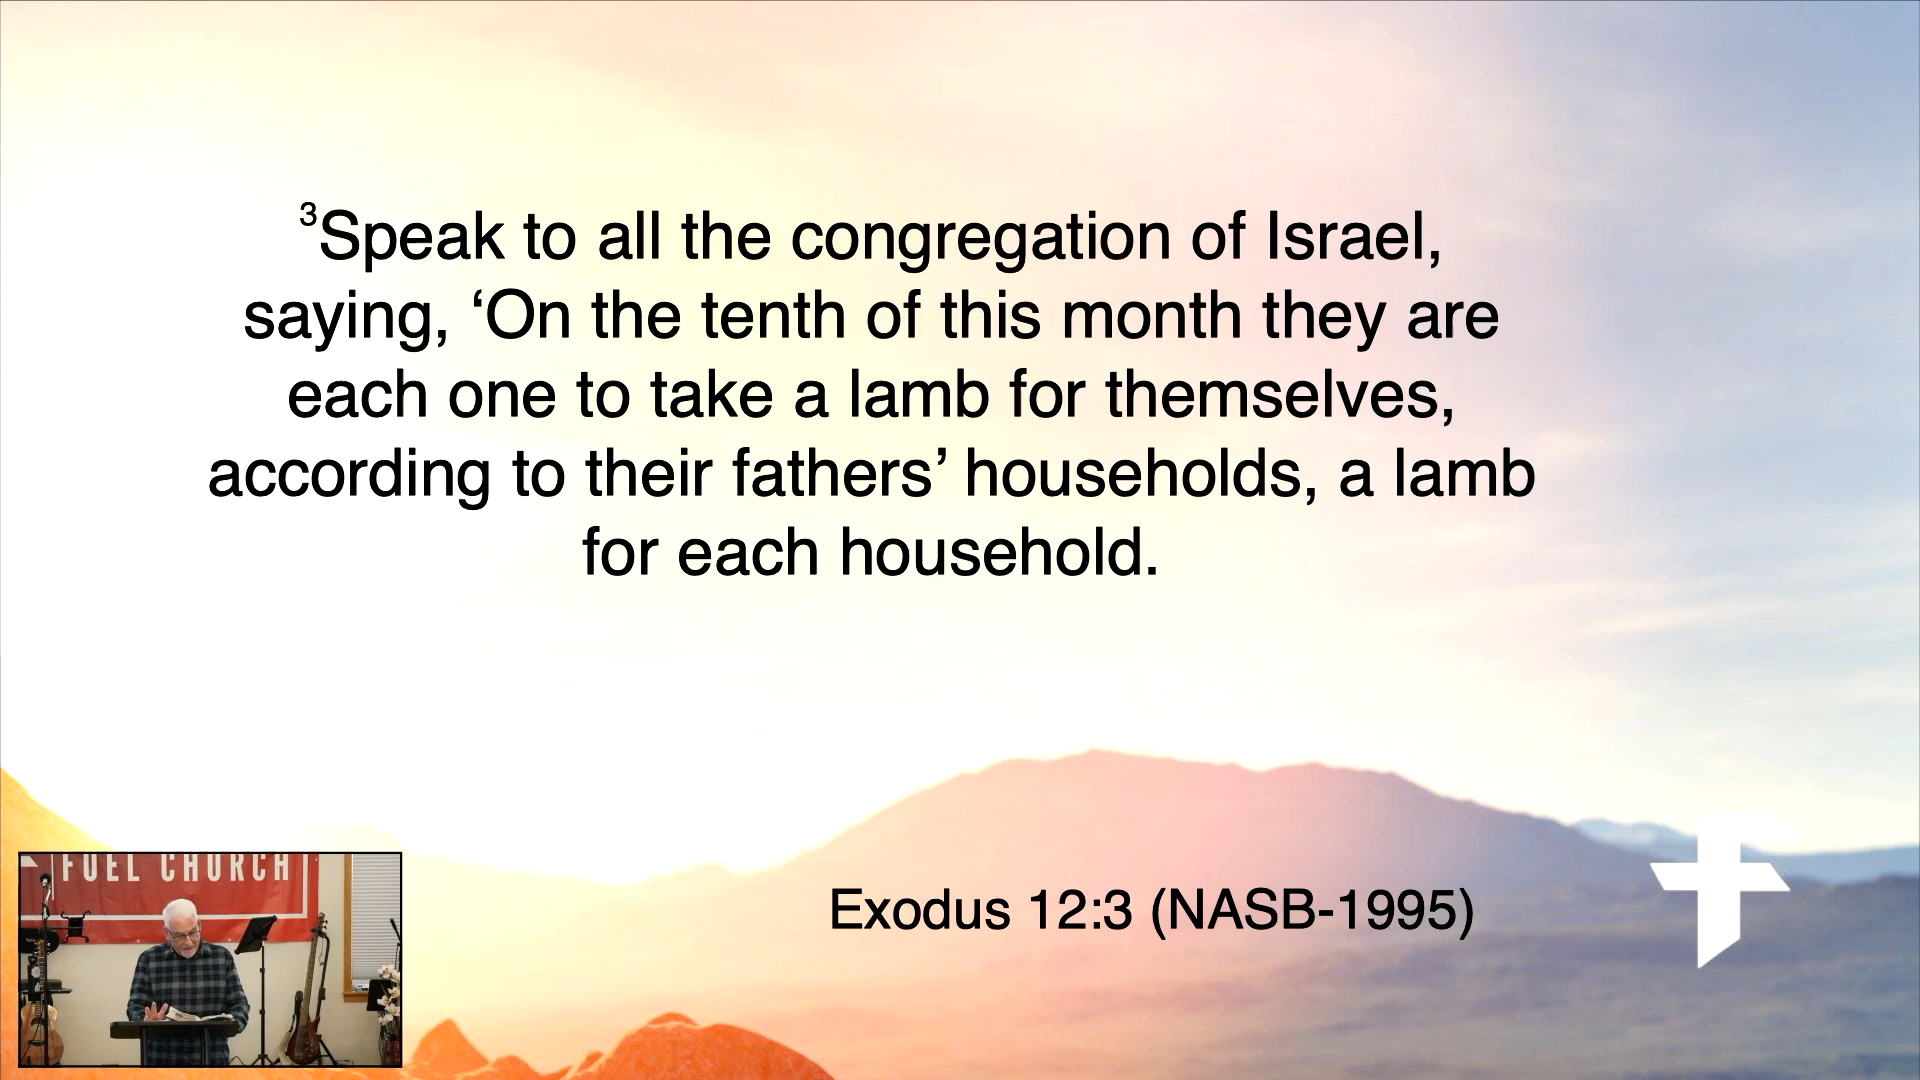 ³Speak to all the congregation of Israel,
saying, ‘On the tenth of this month they are
each one to take a lamb for themselves,
according to their fathers’ households, a lamb
for each household.
Exodus 12:3 (NASB-1995)
FUEL CHURCH